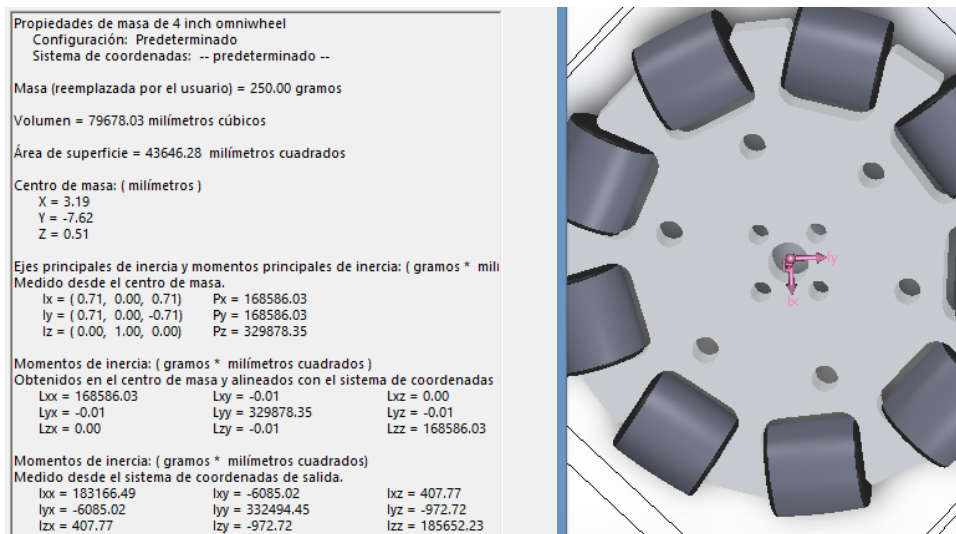 Propiedades de masa de 4 inch omniwheel
Configuración: Predeterminado
Sistema de coordenadas: -- predeterminado --
Masa (reemplazada por el usuario) = 250.00 gramos
Volumen = 79678.03 milímetros cúbicos
Área de superficie = 43646.28 milímetros cuadrados
Centro de masa: ( milímetros )
X = 3.19
Y = -7.62
Z = 0.51
Ejes principales de inercia y momentos principales de inercia: ( gramos * mili
Medido desde el centro de masa.
Ix = ( 0.71, 0.00, 0.71) Px = 168586.03
Iy = ( 0.71, 0.00, -0.71) Py = 168586.03
Iz = ( 0.00, 1.00, 0.00) Pz = 329878.35
Momentos de inercia: ( gramos * milímetros cuadrados )
Obtenidos en el centro de masa y alineados con el sistema de coordenadas
Lxx = 168586.03 Lxy = -0.01 Lxz = 0.00
Lyx = -0.01 Lyy = 329878.35 Lyz = -0.01
Lzx = 0.00 Lzy = -0.01 Lzz = 168586.03
Momentos de inercia: ( gramos * milímetros cuadrados)
Medido desde el sistema de coordenadas de salida.
Ixx = 183166.49 Ixy = -6085.02 Ixz = 407.77
Iyx = -6085.02 Iyy = 332494.45 Iyz = -972.72
Izx = 407.77 Izy = -972.72 Izz = 185652.23
Iy
Ix